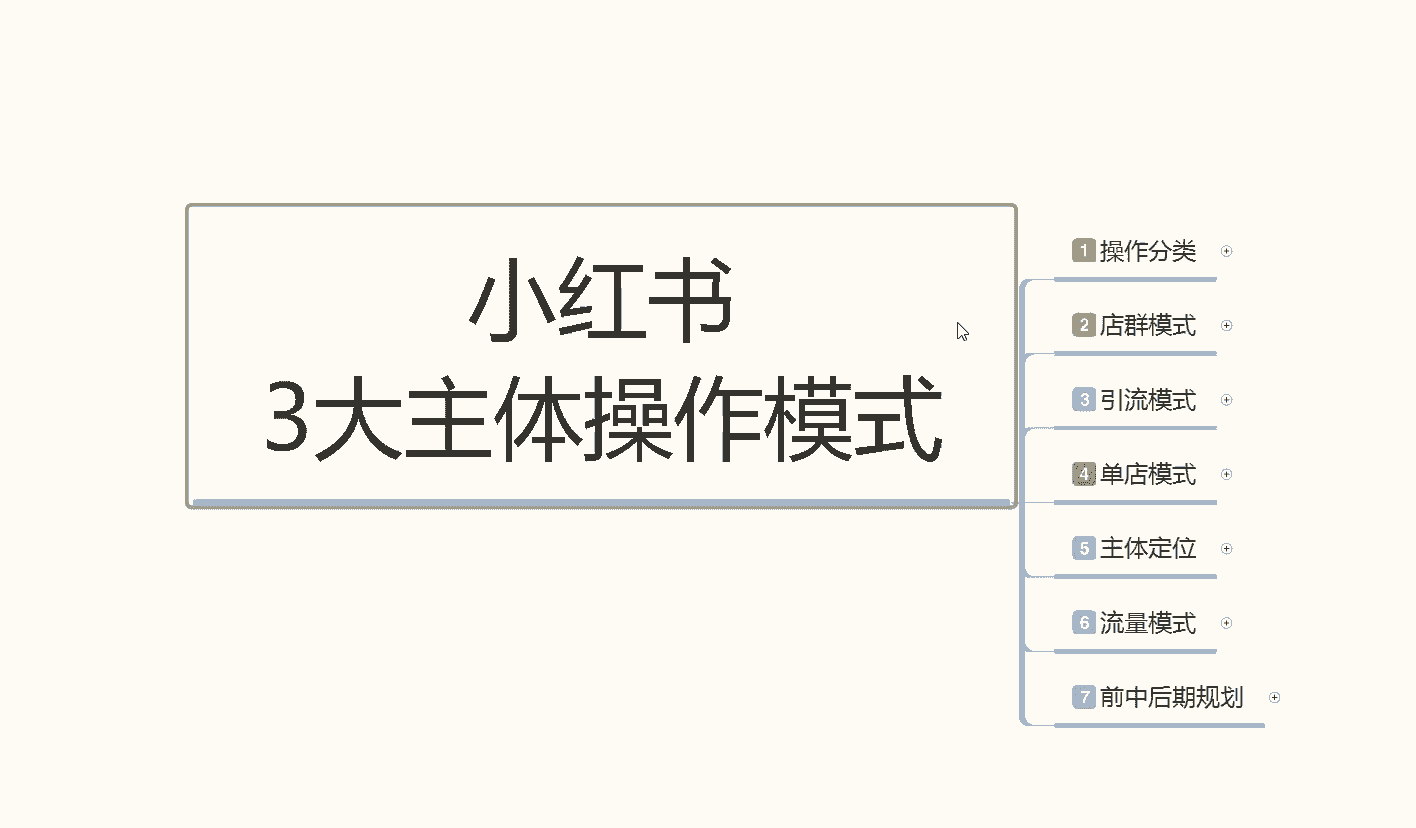 小红书
3大主体操作模式
1 操作分类
2 店群模式
3 引流模式
4 单店模式
5 主体定位
6 流量模式
7 前中后期规划